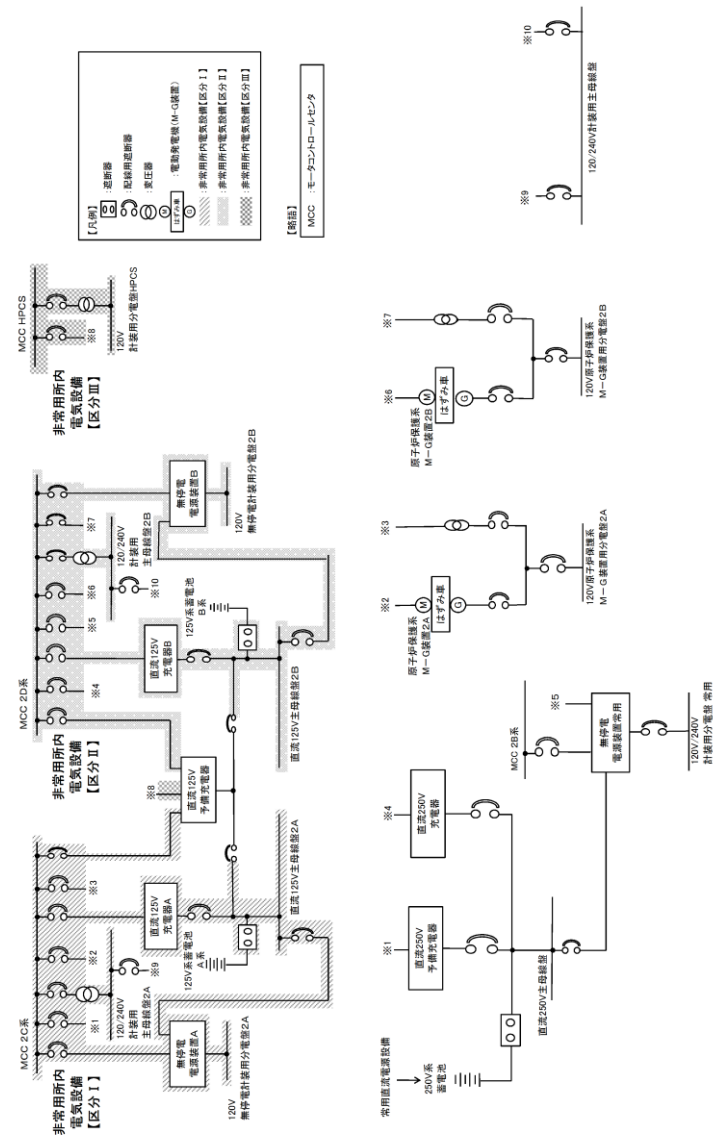 非常用所内
電気設備
【区分Ⅰ】
MCC 2C系
※1
※2
※3
120/240V
計装用
主母線盤2A
※9
無停電
電源装置A
120V
無停電計装用分電盤2A
直流125V
充電器A
125V系蓄電池
A系
直流125V主母線盤2A
※8
直流125V
予備充電器
非常用所内
電気設備
【区分Ⅱ】
MCC 2D系
※4
※5
※6
※7
直流125V
充電器B
125V系蓄電池
B系
直流125V主母線盤2B
120/240V
計装用
主母線盤2B
※10
無停電
電源装置B
120V
無停電計装用分電盤2B
非常用所内
電気設備
【区分Ⅲ】
MCC HPCS
※8
120V
計装用分電盤HPCS
【凡例】
:遮断器
:配線用遮断器
:変圧器
M
はずみ車
G
:電動発電機(M-G装置)
:非常用所内電気設備【区分Ⅰ】
:非常用所内電気設備【区分Ⅱ】
:非常用所内電気設備【区分Ⅲ】
【略語】
MCC :モータコントロールセンタ
常用直流電源設備
250V系
蓄電池
※1
直流250V
予備充電器
※4
直流250V
充電器
直流250V主母線盤
MCC 2B系
※5
無停電
電源装置常用
120V/240V
計装用分電盤 常用
※2
原子炉保護系
M-G装置2A
M
はずみ車
G
※3
120V原子炉保護系
M-G装置用分電盤2A
※6
原子炉保護系
M-G装置2B
M
はずみ車
G
※7
120V原子炉保護系
M-G装置用分電盤2B
※9
※10
120/240V計装用主母線盤